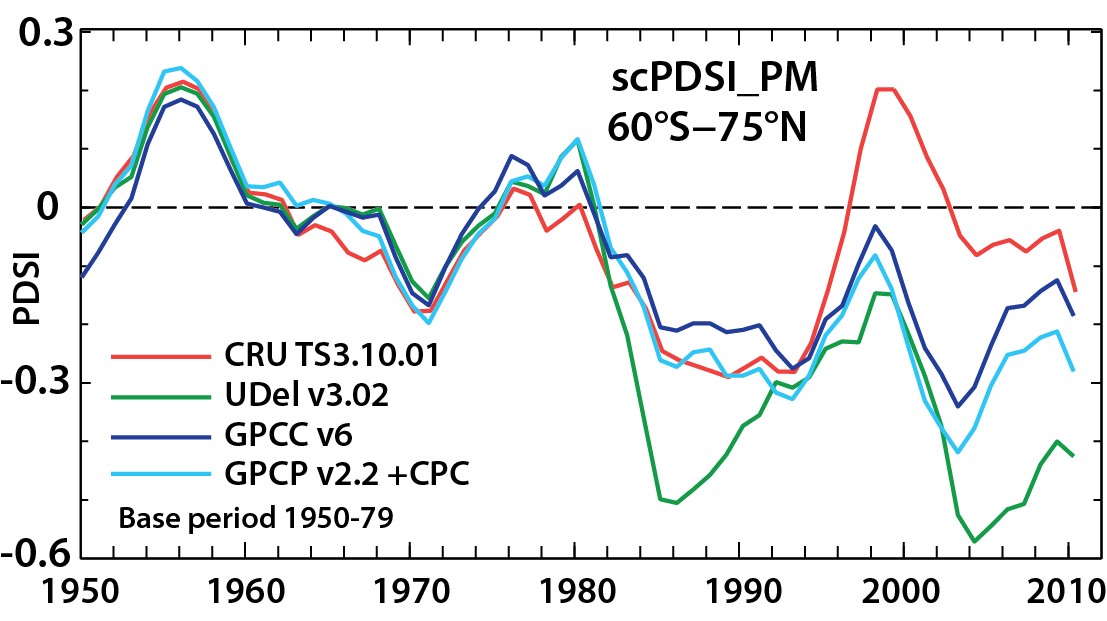 0.3
scPDSI_PM
60°S−75°N
0
PDSI
CRU TS3.10.01
-0.3
UDel v3.02
GPCC v6
GPCP v2.2 +CPC
Base period 1950-79
-0.6
1950 1960 1970 1980 1990 2000 2010